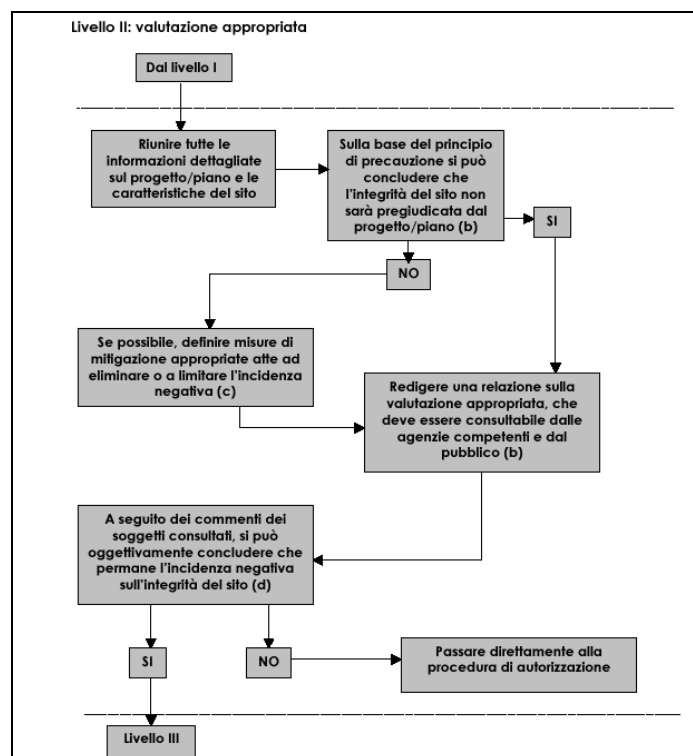 Livello II: valutazione appropriata
Dal livello I
Riunire tutte le
informazioni dettagliate
sul progetto/piano e le
caratteristiche del sito
Sulla base del principio
di precauzione si può
concludere che
l'integrità del sito non
sarà pregiudicata dal
progetto/piano (b)
SI
NO
Se possibile, definire misure di
mitigazione appropriate atte ad
eliminare o a limitare l'incidenza
negativa (c)
Redigere una relazione sulla
valutazione appropriata, che
deve essere consultabile dalle
agenzie competenti e dal
pubblico (b)
A seguito dei commenti dei
soggetti consultati, si può
oggettivamente concludere che
permane l'incidenza negativa
sull'integrità del sito (d)
SI
NO
Passare direttamente alla
procedura di autorizzazione
Livello III